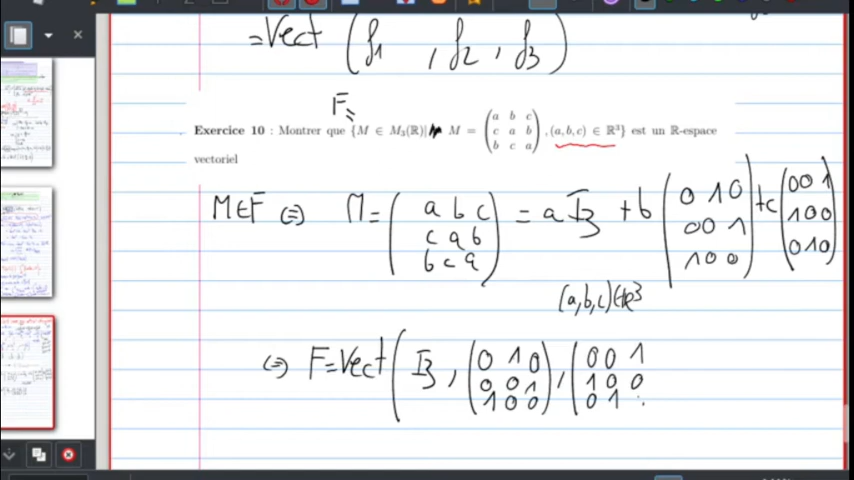 = Vect (f1, f2, f3)
F =
Exercice 10 : Montrer que {M ∈ M₃(ℝ)| M = (a b c
c a b
b c a), (a, b, c) ∈ ℝ³} est un ℝ-espace
vectoriel
M∈F ⇔ M = (a b c
c a b
b c a) = a I3 + b (0 1 0
0 0 1
1 0 0) + c (0 0 1
1 0 0
0 1 0)
(a,b,c) ∈ ℝ3
⇔ F = Vect (I3, (0 1 0
0 0 1
1 0 0), (0 0 1
1 0 0
0 1